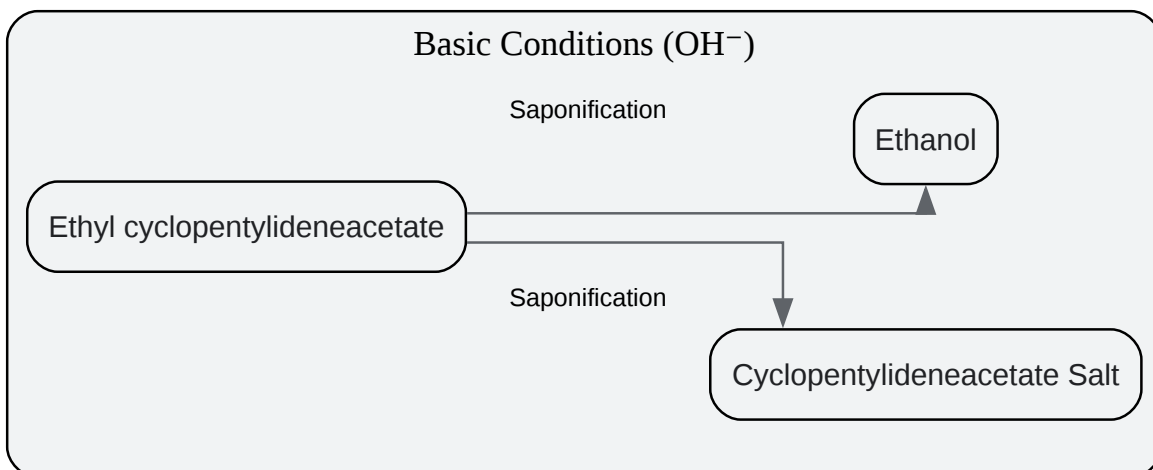 Basic Conditions (OH⁻)
Saponification
Ethanol
Ethyl cyclopentylideneacetate
Saponification
Cyclopentylideneacetate Salt